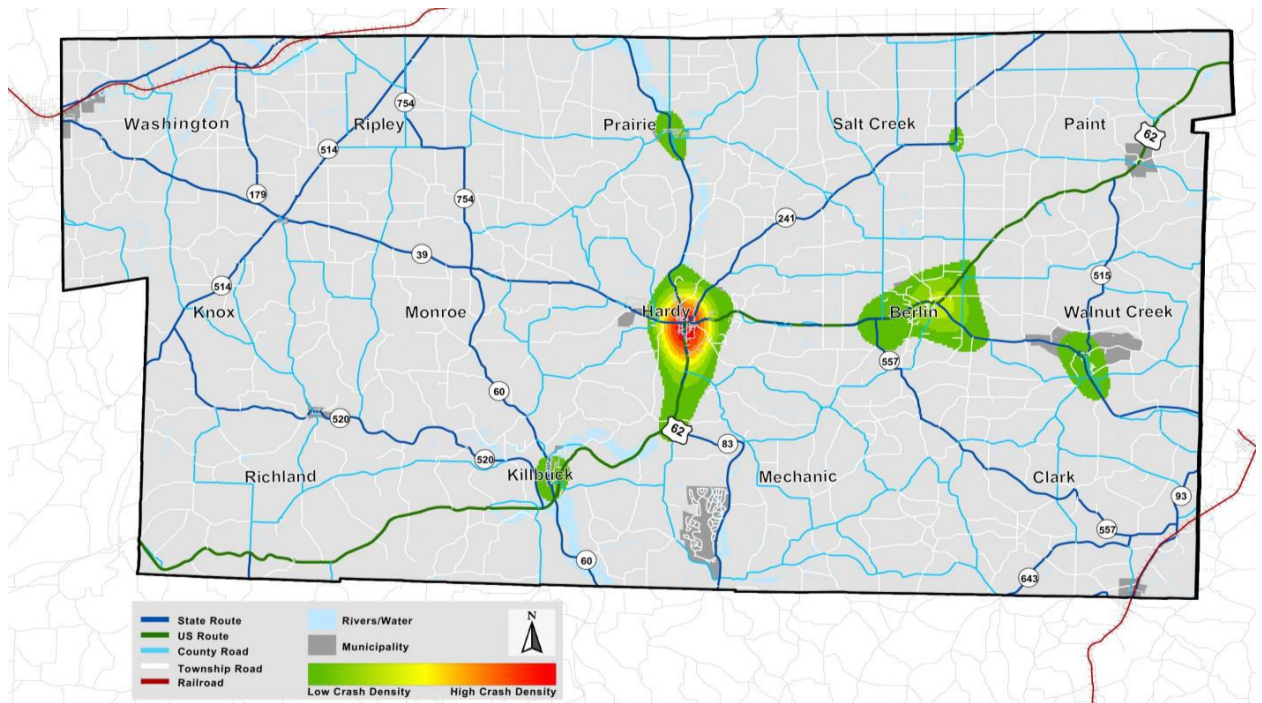 62
754
Washington
Ripley
Prairie
Salt Creek
Paint
514
179
754
241
39
515
514
Knox
Monroe
Hardy
Berlin
Walnut Creek
557
60
520
62
83
520
Richland
Killbuck
Mechanic
Clark
93
557
60
643
State Route
US Route
County Road
Township Road
Railroad
Rivers/Water
Municipality
N
Low Crash Density
High Crash Density